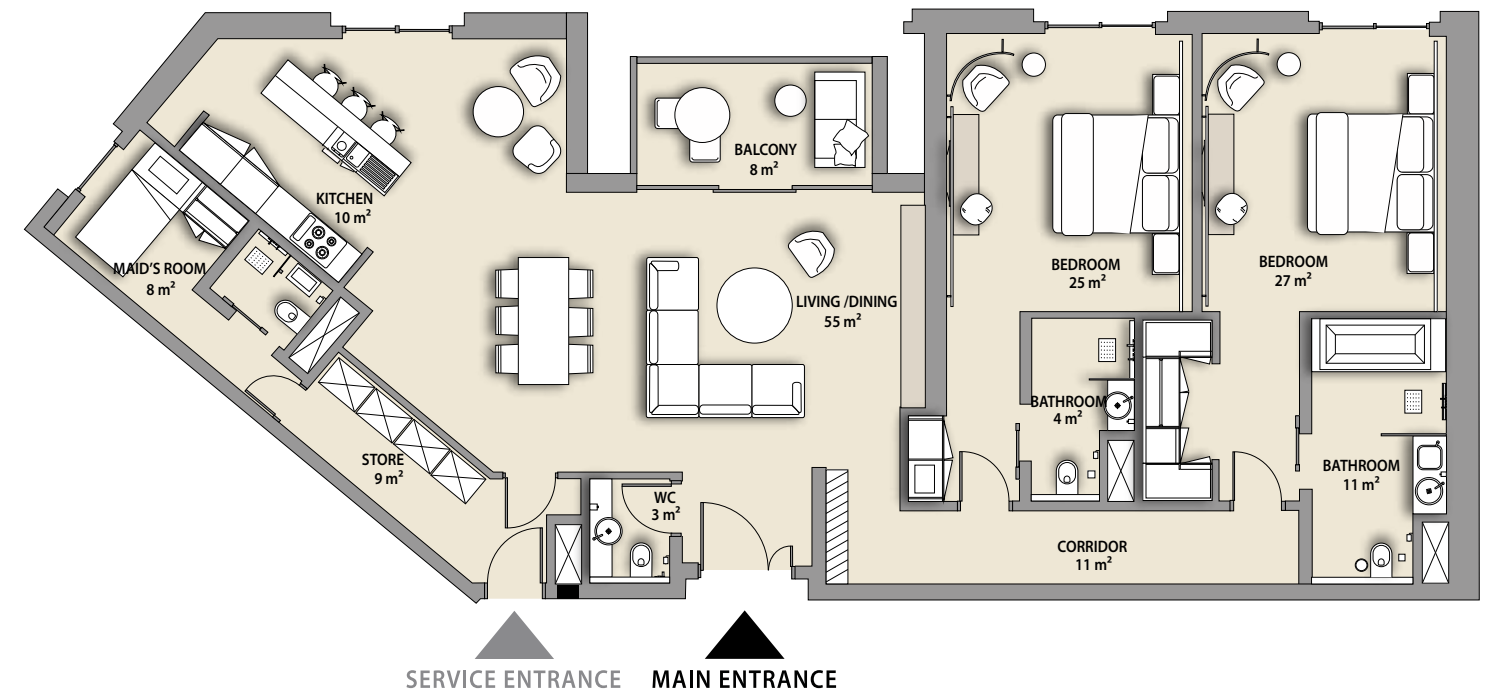 BALCONY
8 m²
KITCHEN
10 m²
MAID'S ROOM
8 m²
BEDROOM
25 m²
BEDROOM
27 m²
LIVING /DINING
55 m²
BATHROOM
4 m²
STORE
9 m²
BATHROOM
11 m²
WC
3 m²
CORRIDOR
11 m²
SERVICE ENTRANCE
MAIN ENTRANCE